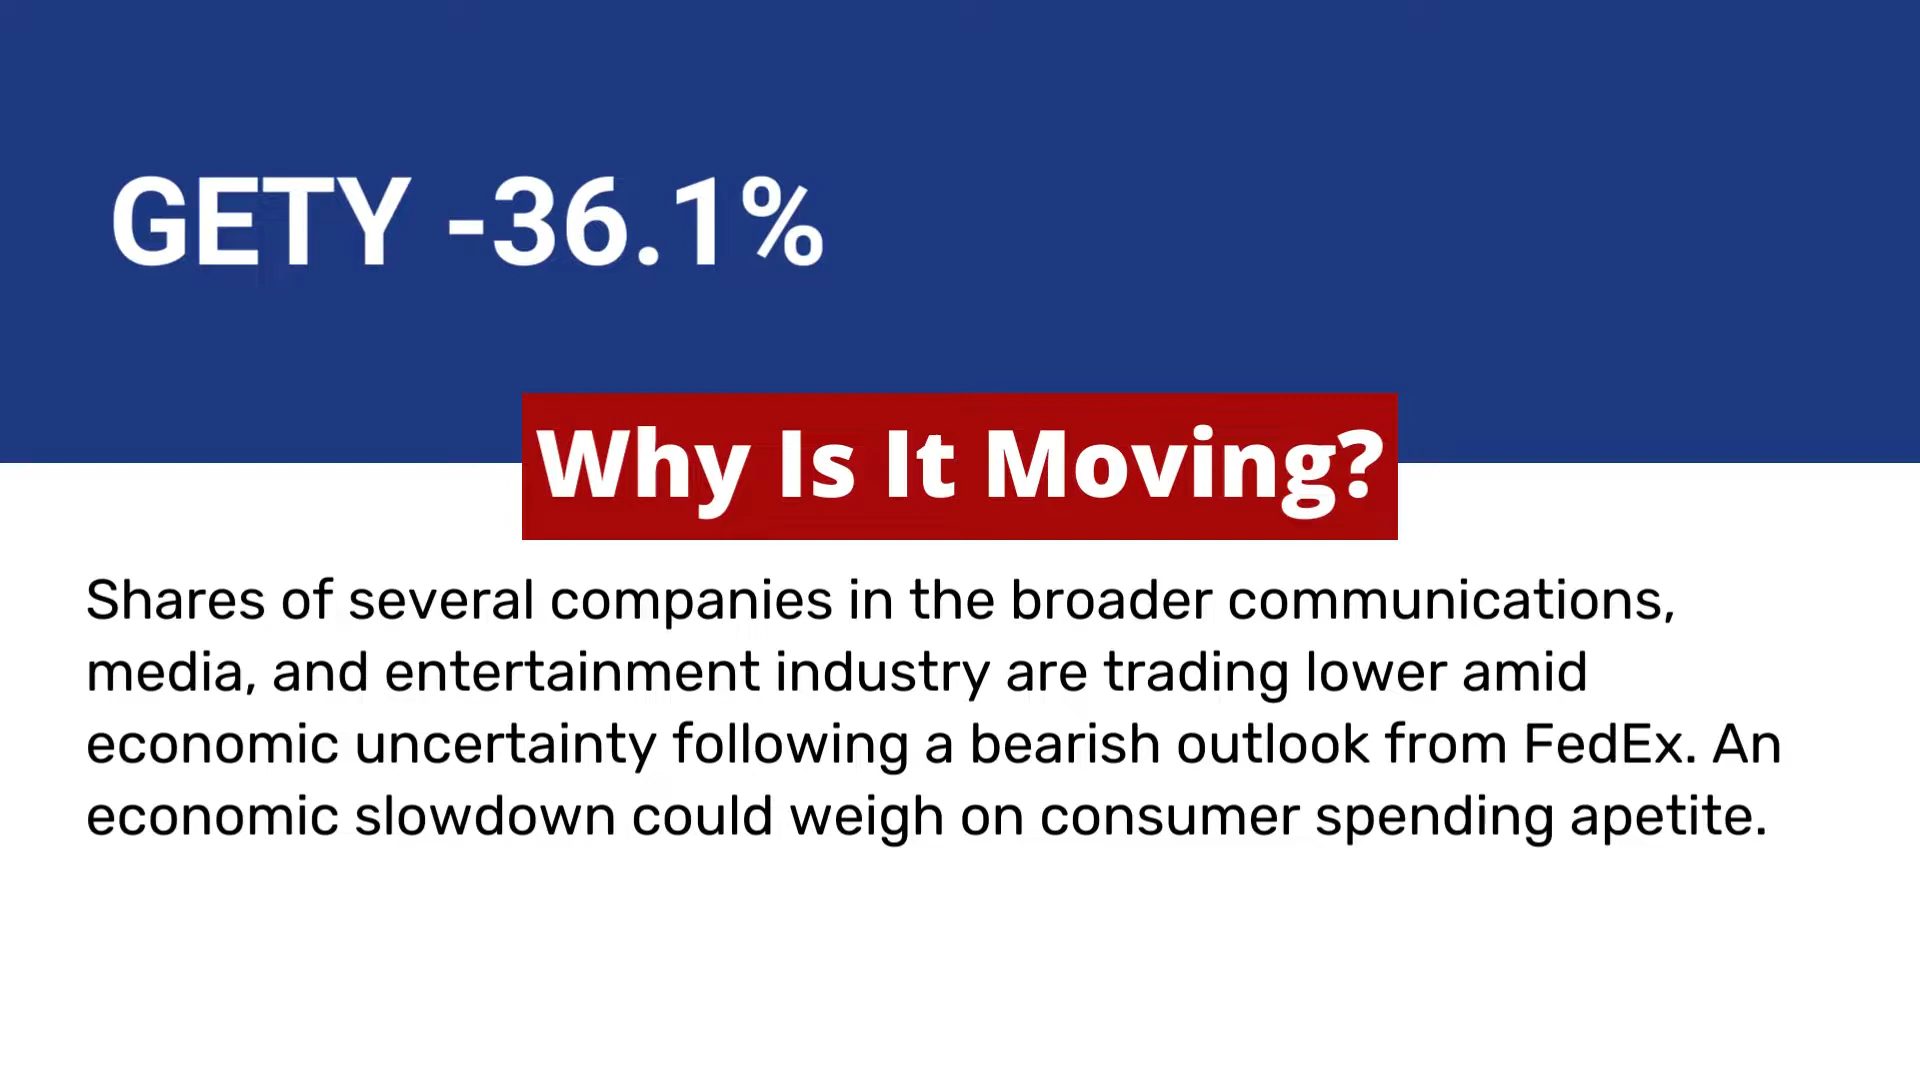 GETY -36.1%
Why Is It Moving?
Shares of several companies in the broader communications,
media, and entertainment industry are trading lower amid
economic uncertainty following a bearish outlook from FedEx. An
economic slowdown could weigh on consumer spending apetite.